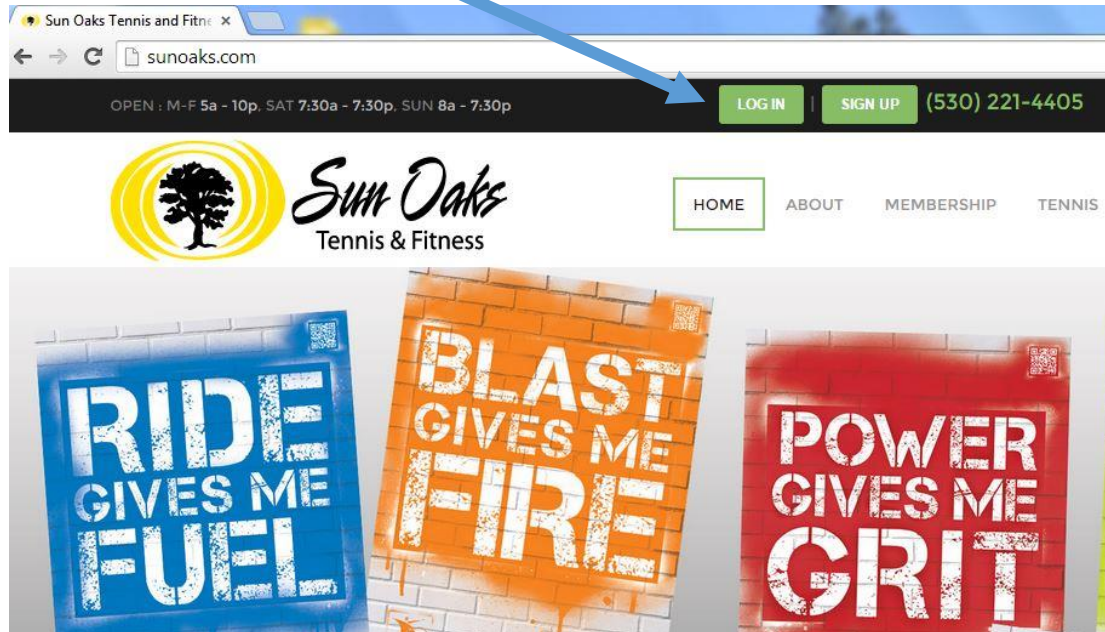 Sun Oaks Tennis and Fitne
sunoaks.com
OPEN : M-F 5a - 10p, SAT 7:30a - 7:30p, SUN 8a - 7:30p
LOG IN | SIGN UP (530) 221-4405
Sun Oaks
Tennis & Fitness
HOME ABOUT MEMBERSHIP TENNIS
RIDE
GIVES ME
FUEL
BLAST
GIVES ME
FIRE
POWER
GIVES ME
GRIT